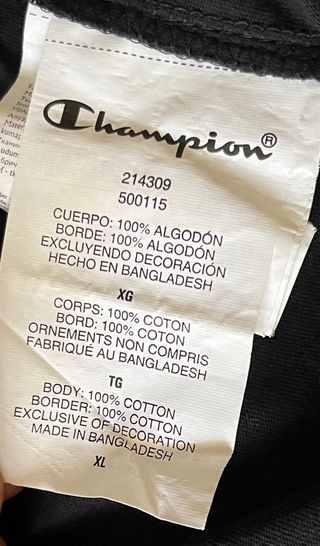 Champion®
214309
500115
CUERPO: 100% ALGODÓN
BORDE: 100% ALGODÓN
EXCLUYENDO DECORACIÓN
HECHO EN BANGLADESH
XG
CORPS: 100% COTON
BORD: 100% COTON
ORNEMENTS NON COMPRIS
FABRIQUÉ AU BANGLADESH
TG
BODY: 100% COTTON
BORDER: 100% COTTON
EXCLUSIVE OF DECORATION
MADE IN BANGLADESH
XL